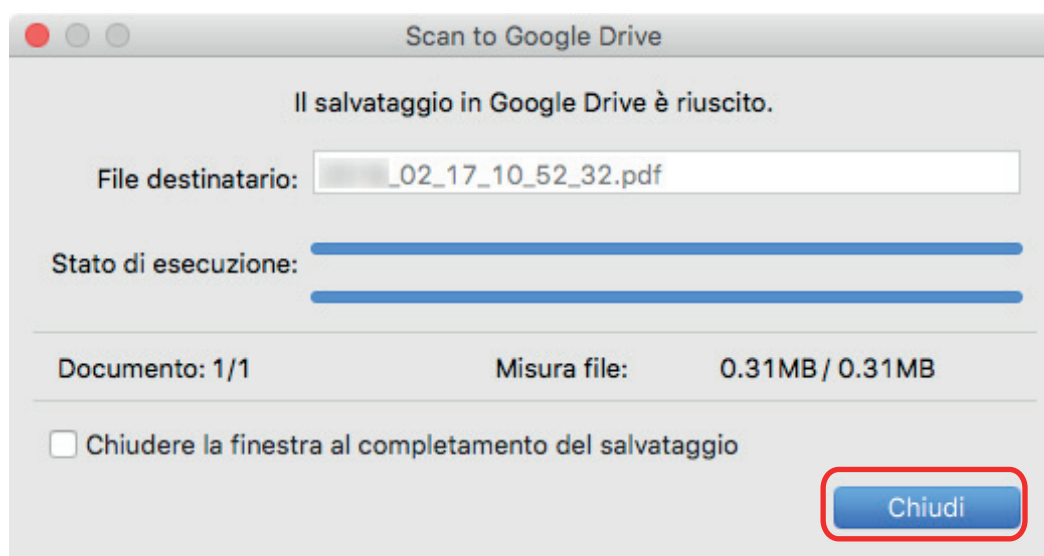 Scan to Google Drive
Il salvataggio in Google Drive è riuscito.
File destinatario: _02_17_10_52_32.pdf
Stato di esecuzione:
Documento: 1/1 Misura file: 0.31MB / 0.31MB
Chiudere la finestra al completamento del salvataggio
Chiudi